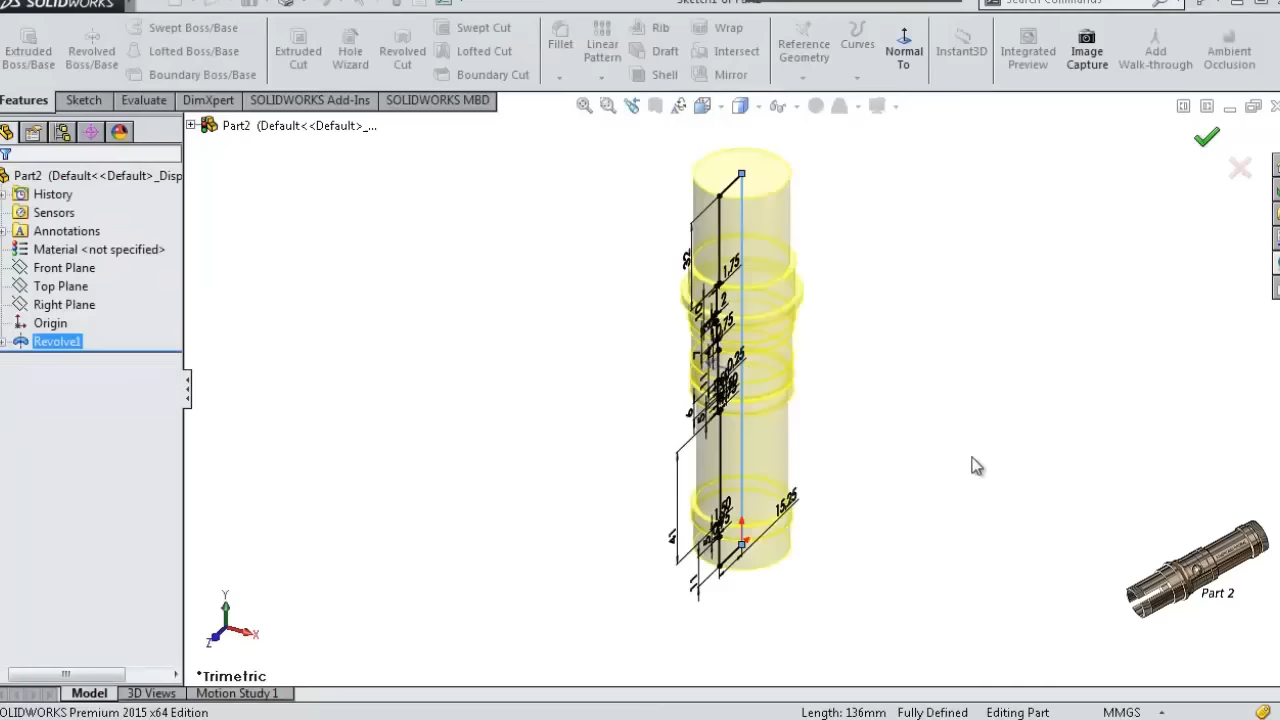 SOLIDWORKS
Swept Boss/Base
Swept Cut
Rib
Wrap
Extruded Boss/Base
Revolved Boss/Base
Lofted Boss/Base
Extruded Cut
Hole Wizard
Revolved Cut
Lofted Cut
Fillet
Linear Pattern
Draft
Intersect
Reference Geometry
Curves
Normal To
Instant3D
Integrated Preview
Image Capture
Add Walk-through
Ambient Occlusion
Boundary Boss/Base
Boundary Cut
Shell
Mirror
Features
Sketch
Evaluate
DimXpert
SOLIDWORKS Add-Ins
SOLIDWORKS MBD
Part2 (Default<<Default>_...
Part2 (Default<<Default>_Disp
History
Sensors
Annotations
Material <not specified>
Front Plane
Top Plane
Right Plane
Origin
Revolve1
32
1,75
2
15,25
11
Part 2
Y
X
Z
*Trimetric
Model
3D Views
Motion Study 1
OLIDWORKS Premium 2015 x64 Edition
Length: 136mm
Fully Defined
Editing Part
MMGS